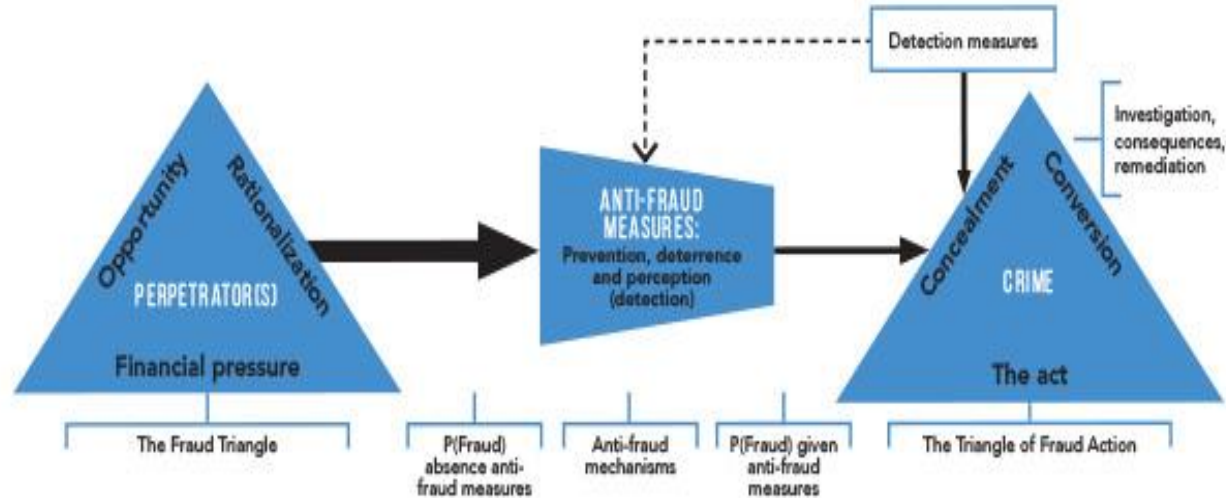 Detection measures
Investigation,
consequences,
remediation
Opportunity
Rationalization
PERPETRATOR(S)
Financial pressure
ANTI-FRAUD
MEASURES:
Prevention, deterrence
and perception
(detection)
Concealment
Conversion
CRIME
The act
The Fraud Triangle
P(Fraud)
absence anti-
fraud measures
Anti-fraud
mechanisms
P(Fraud) given
anti-fraud
measures
The Triangle of Fraud Action